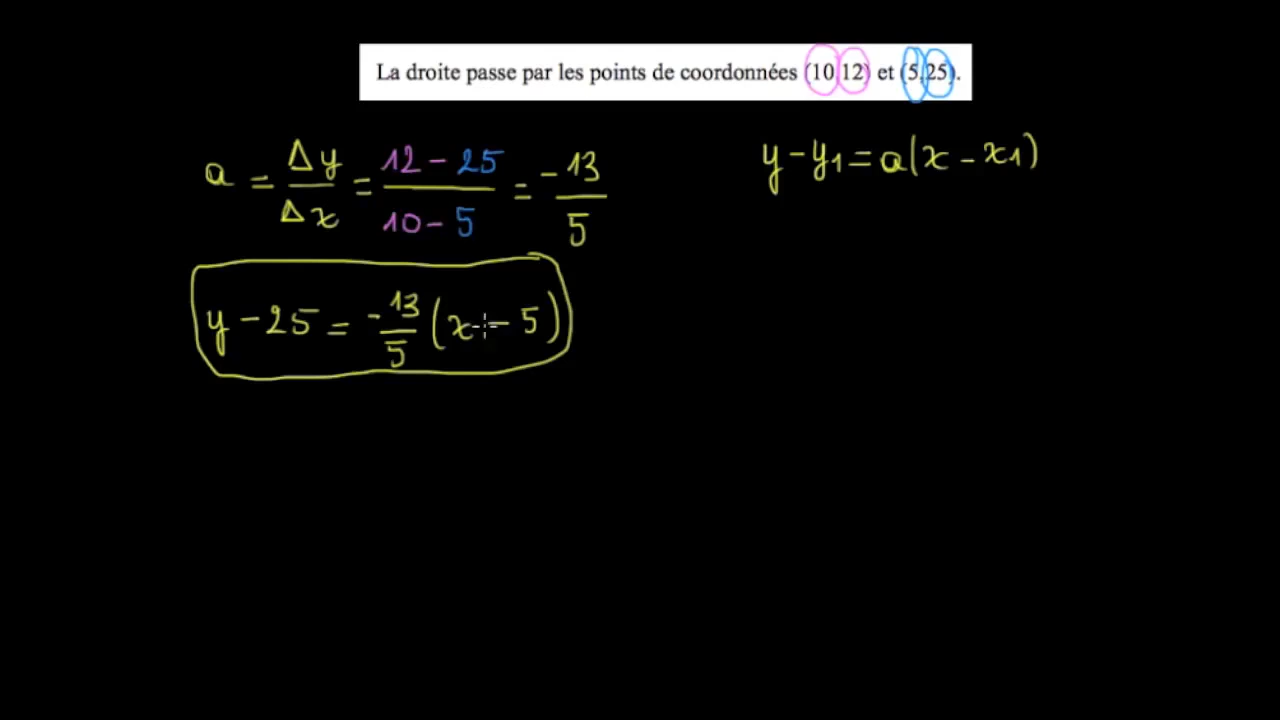 La droite passe par les points de coordonnées (10,12) et (5,25).
a = Δy/Δx = 12 - 25/10 - 5 = -13/5
y - y1 = a(x - x1)
y - 25 = -13/5 (x - 5)